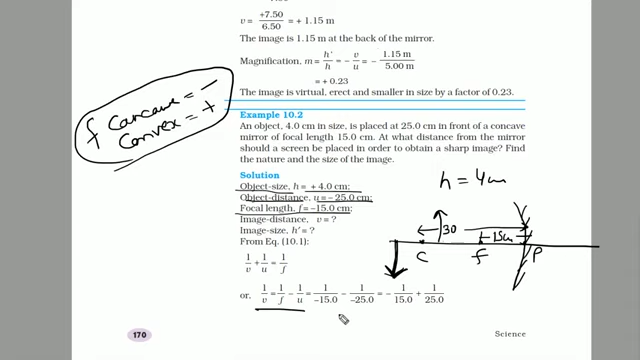 v = +7.50 / 6.50 = + 1.15 m
The image is 1.15 m at the back of the mirror.
Magnification, m = h' / h = − v / u = − 1.15 m / 5.00 m
= + 0.23
The image is virtual, erect and smaller in size by a factor of 0.23.
f Concave = −
Convex = +
Example 10.2
An object, 4.0 cm in size, is placed at 25.0 cm in front of a concave
mirror of focal length 15.0 cm. At what distance from the mirror
should a screen be placed in order to obtain a sharp image? Find
the nature and the size of the image.
Solution
Object-size, h = + 4.0 cm;
Object-distance, u = − 25.0 cm;
Focal length, f = −15.0 cm;
Image-distance, v = ?
Image-size, h' = ?
From Eq. (10.1):
1/v + 1/u = 1/f
or, 1/v = 1/f − 1/u = 1/−15.0 − 1/−25.0 = − 1/15.0 + 1/25.0
h = 4cm
30
15cm
C f P
170
Science